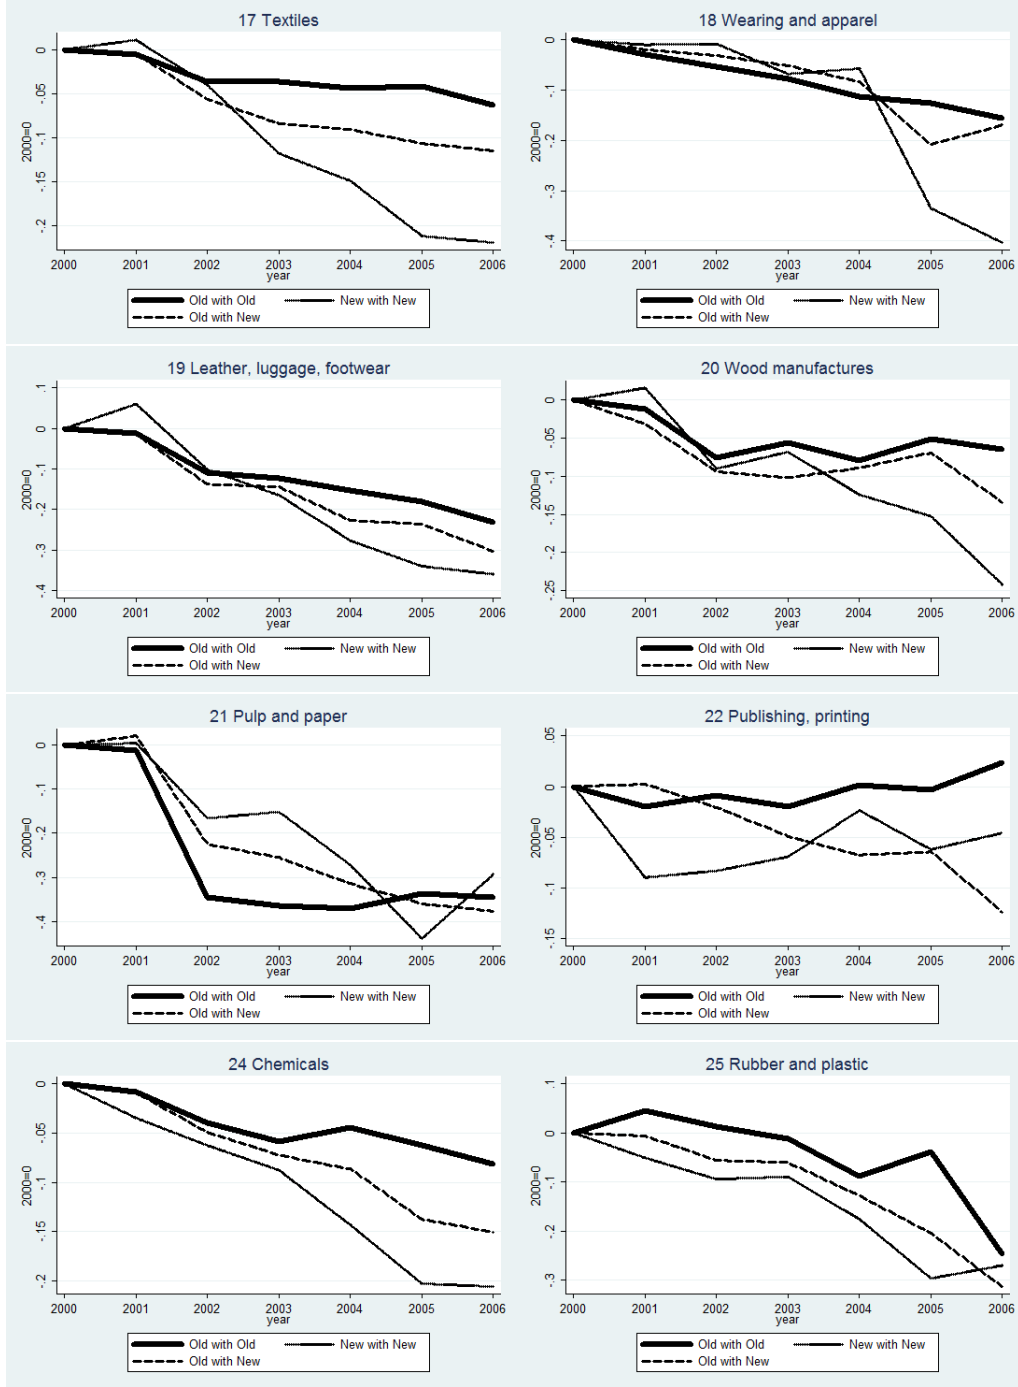 17 Textiles
2000=0
0
-.05
-.1
-.15
-.2
2000 2001 2002 2003 2004 2005 2006
year
Old with Old New with New
Old with New
18 Wearing and apparel
2000=0
0
-.1
-.2
-.3
-.4
2000 2001 2002 2003 2004 2005 2006
year
Old with Old New with New
Old with New
19 Leather, luggage, footwear
2000=0
.1
0
-.1
-.2
-.3
-.4
2000 2001 2002 2003 2004 2005 2006
year
Old with Old New with New
Old with New
20 Wood manufactures
2000=0
0
-.05
-.1
-.15
-.2
-.25
2000 2001 2002 2003 2004 2005 2006
year
Old with Old New with New
Old with New
21 Pulp and paper
2000=0
0
-.1
-.2
-.3
-.4
2000 2001 2002 2003 2004 2005 2006
year
Old with Old New with New
Old with New
22 Publishing, printing
2000=0
.05
0
-.05
-.1
-.15
2000 2001 2002 2003 2004 2005 2006
year
Old with Old New with New
Old with New
24 Chemicals
2000=0
0
-.05
-.1
-.15
-.2
2000 2001 2002 2003 2004 2005 2006
year
Old with Old New with New
Old with New
25 Rubber and plastic
2000=0
.1
0
-.1
-.2
-.3
2000 2001 2002 2003 2004 2005 2006
year
Old with Old New with New
Old with New